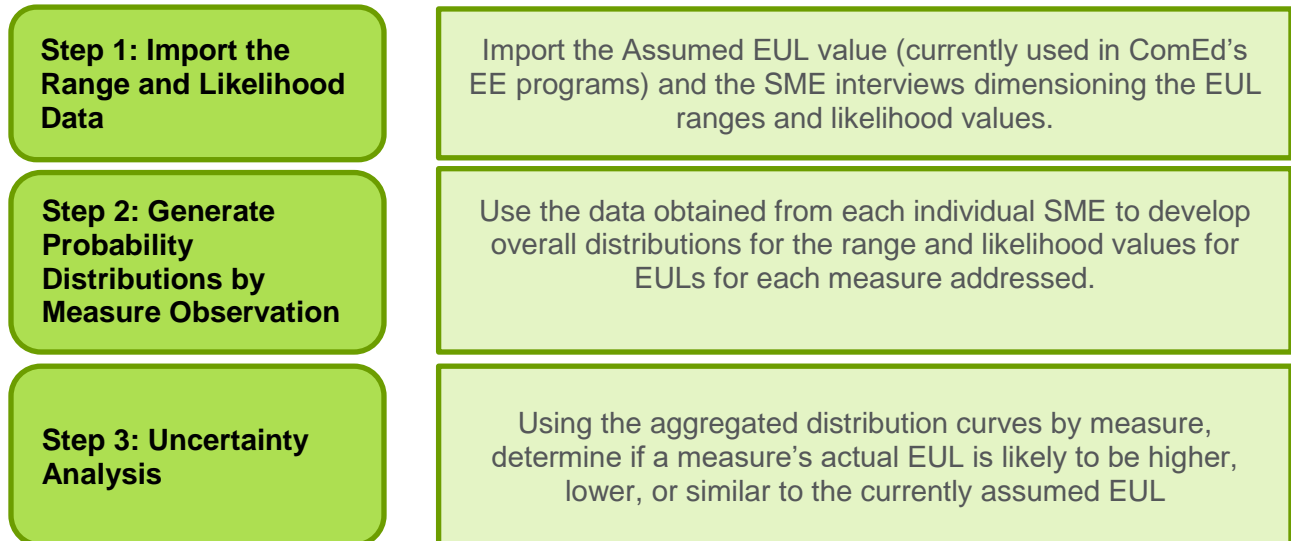 Step 1: Import the
Range and Likelihood
Data
Import the Assumed EUL value (currently used in ComEd's
EE programs) and the SME interviews dimensioning the EUL
ranges and likelihood values.
Step 2: Generate
Probability
Distributions by
Measure Observation
Use the data obtained from each individual SME to develop
overall distributions for the range and likelihood values for
EULs for each measure addressed.
Step 3: Uncertainty
Analysis
Using the aggregated distribution curves by measure,
determine if a measure's actual EUL is likely to be higher,
lower, or similar to the currently assumed EUL